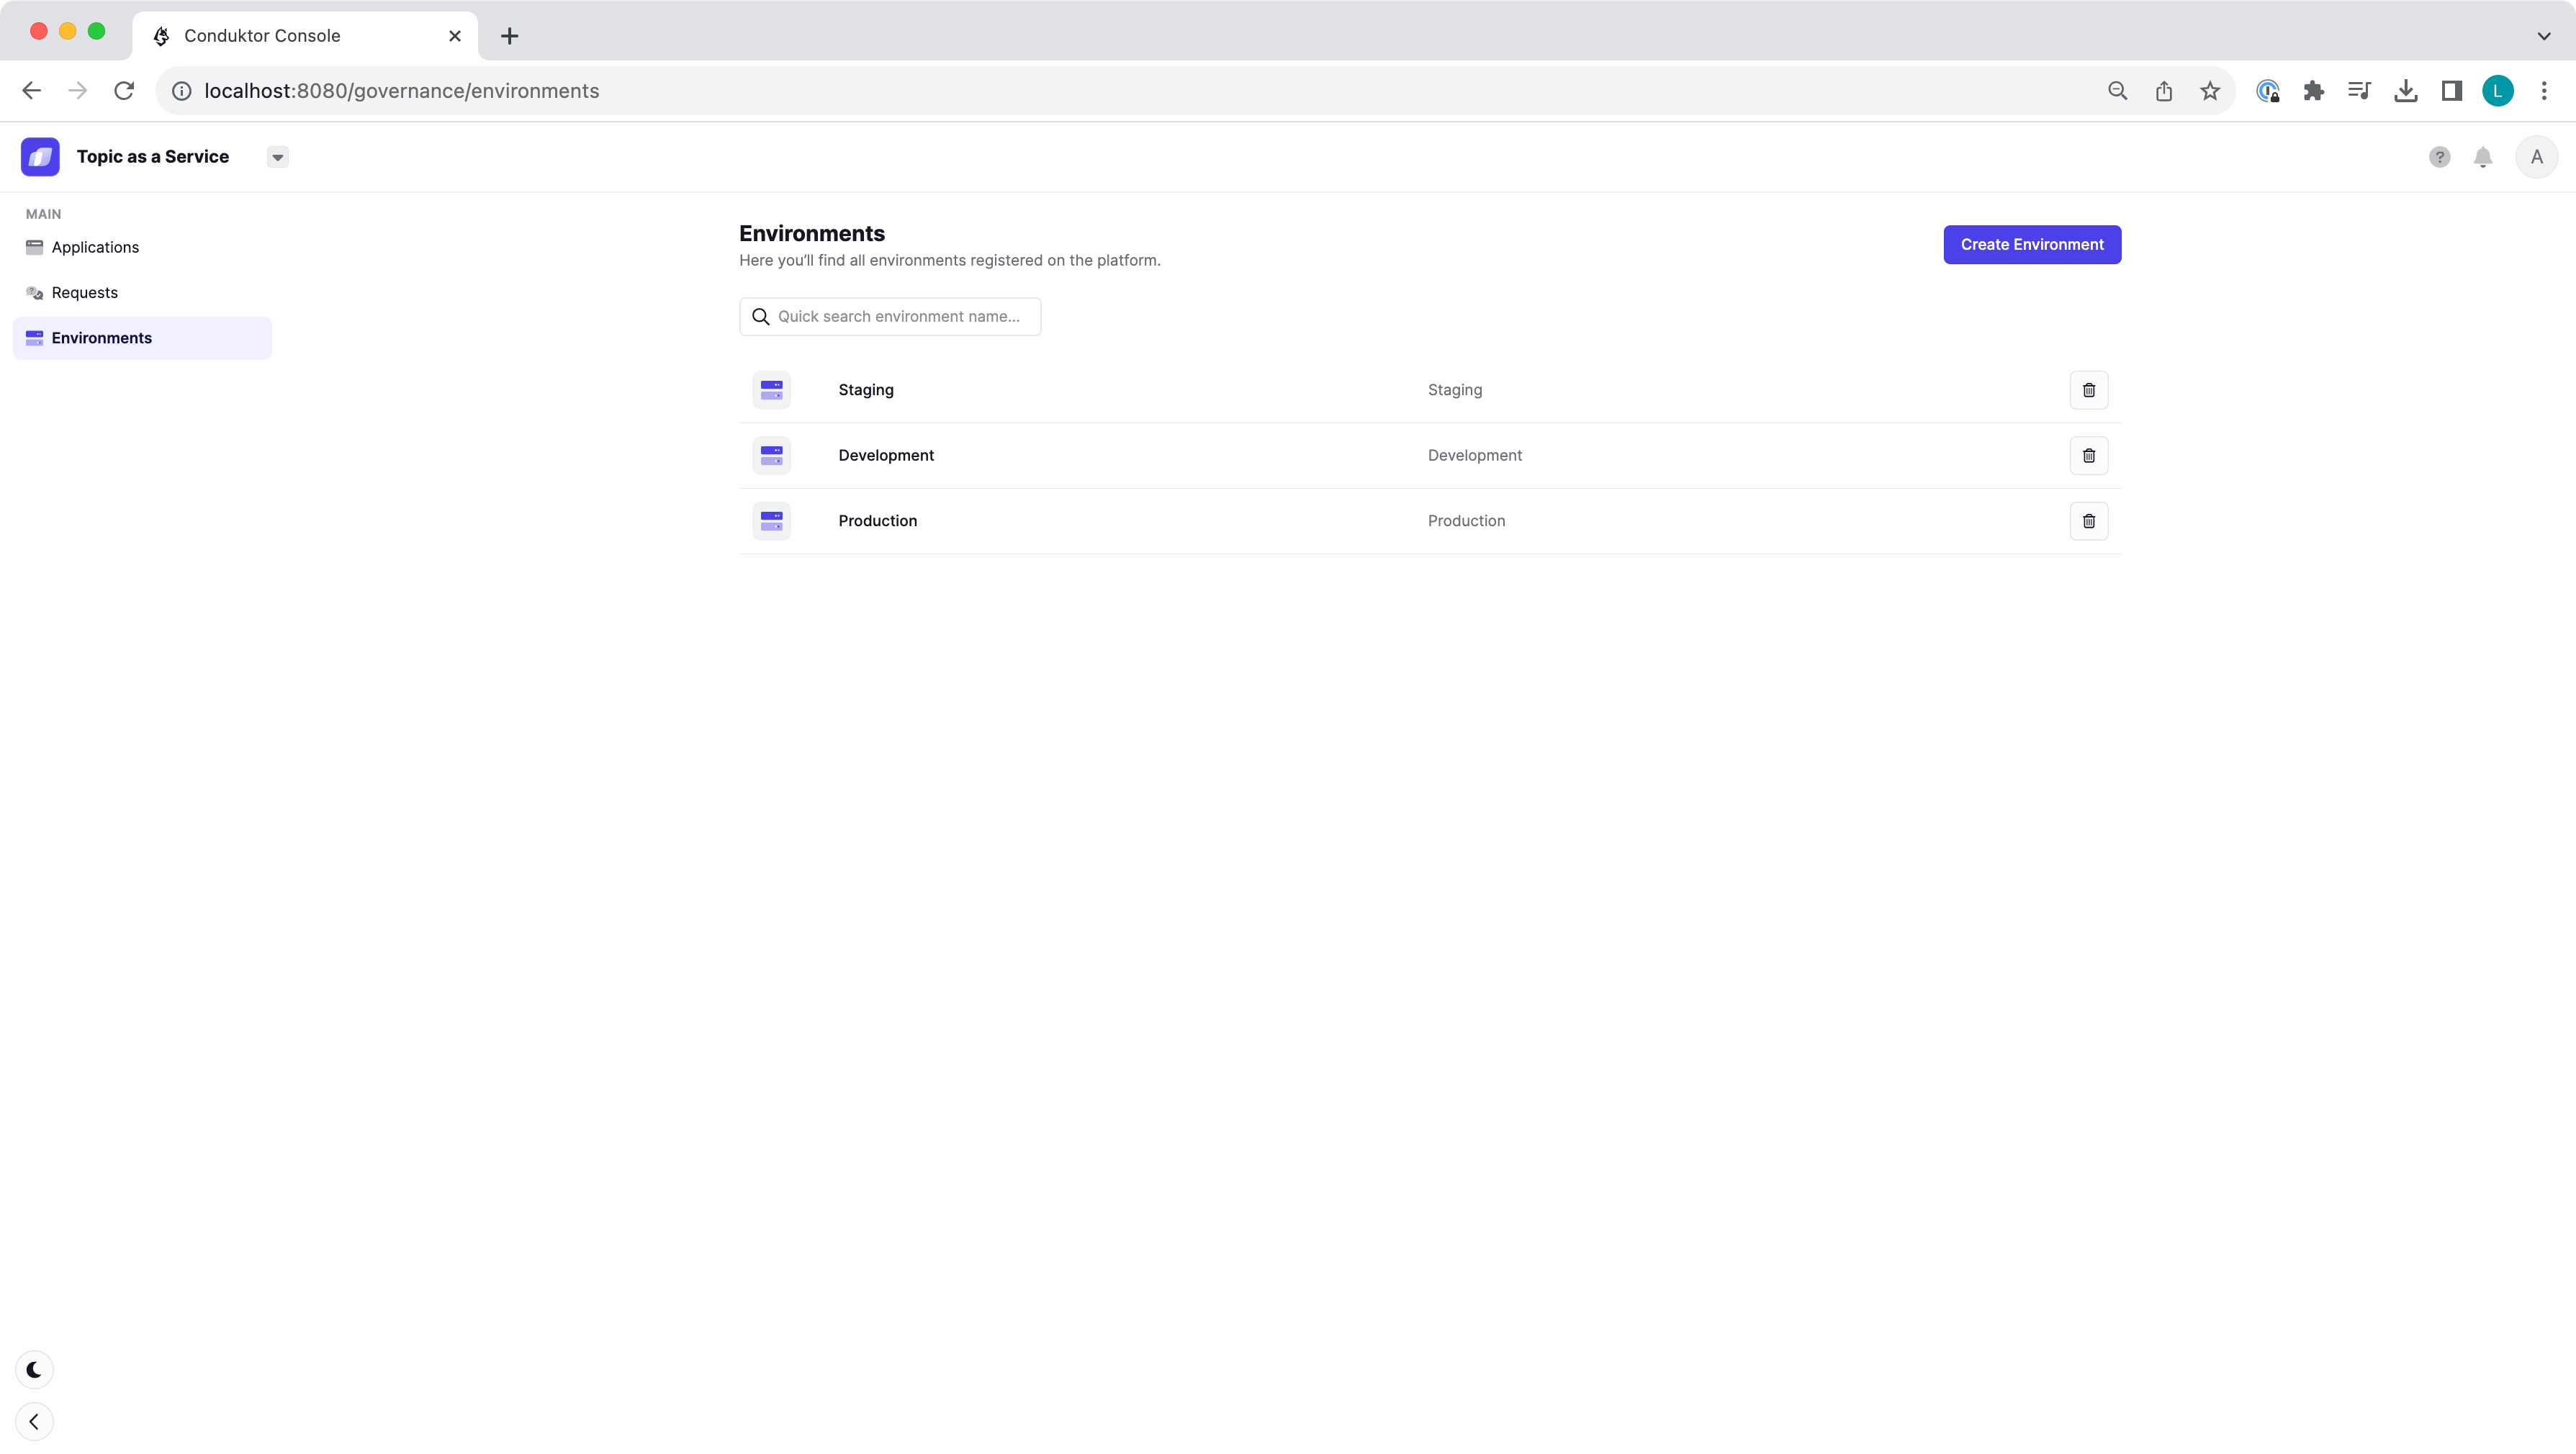 Conduktor Console
localhost:8080/governance/environments
L
Topic as a Service
?
A
MAIN
Applications
Requests
Environments
Environments
Here you'll find all environments registered on the platform.
Create Environment
Quick search environment name...
Staging Staging
Development Development
Production Production